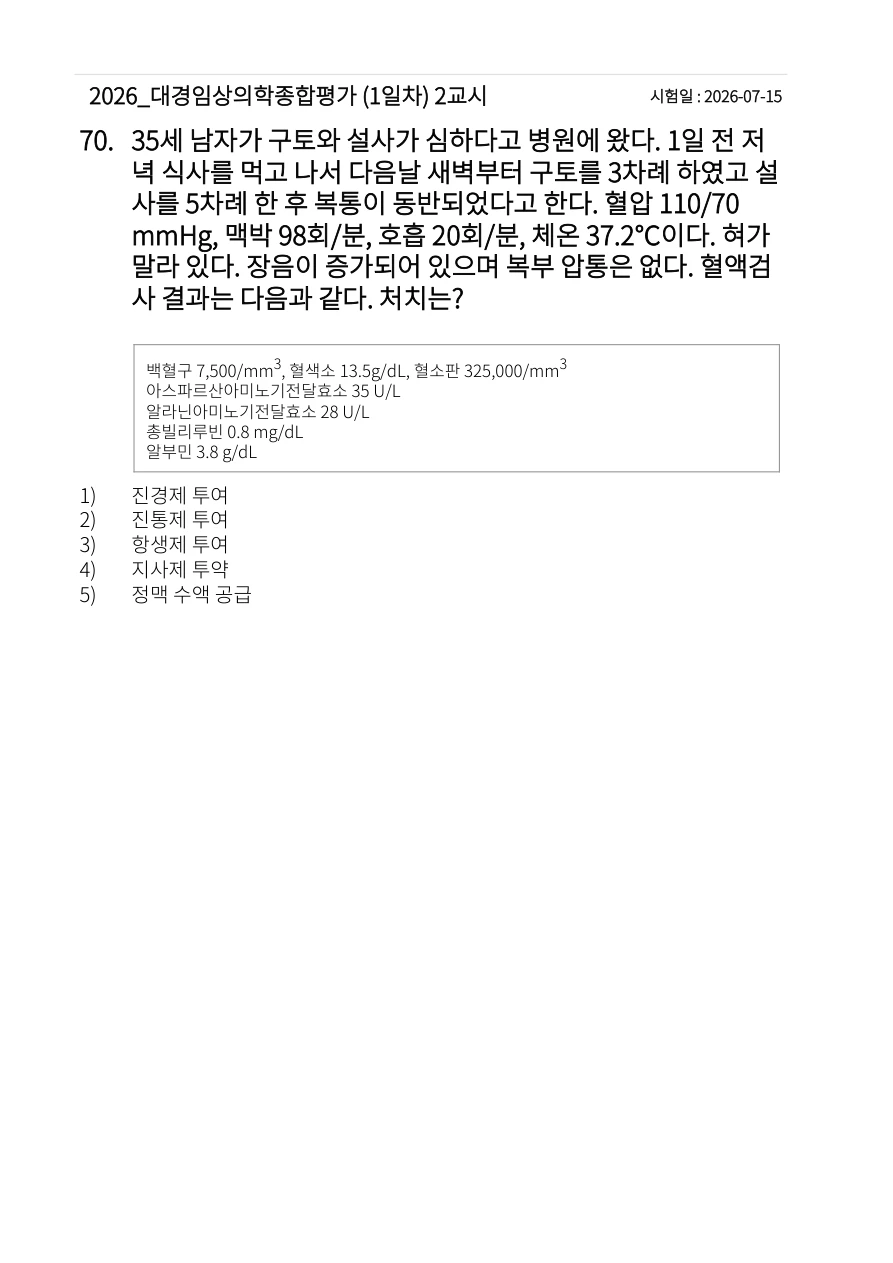 2026_대경임상의학종합평가 (1일차) 2교시
시험일 : 2026-07-15
70. 35세 남자가 구토와 설사가 심하다고 병원에 왔다. 1일 전 저
녁 식사를 먹고 나서 다음날 새벽부터 구토를 3차례 하였고 설
사를 5차례 한 후 복통이 동반되었다고 한다. 혈압 110/70
mmHg, 맥박 98회/분, 호흡 20회/분, 체온 37.2℃이다. 혀가
말라 있다. 장음이 증가되어 있으며 복부 압통은 없다. 혈액검
사 결과는 다음과 같다. 처치는?
백혈구 7,500/mm³, 혈색소 13.5g/dL, 혈소판 325,000/mm³
아스파르산아미노기전달효소 35 U/L
알라닌아미노기전달효소 28 U/L
총빌리루빈 0.8 mg/dL
알부민 3.8 g/dL
1) 진경제 투여
2) 진통제 투여
3) 항생제 투여
4) 지사제 투약
5) 정맥 수액 공급